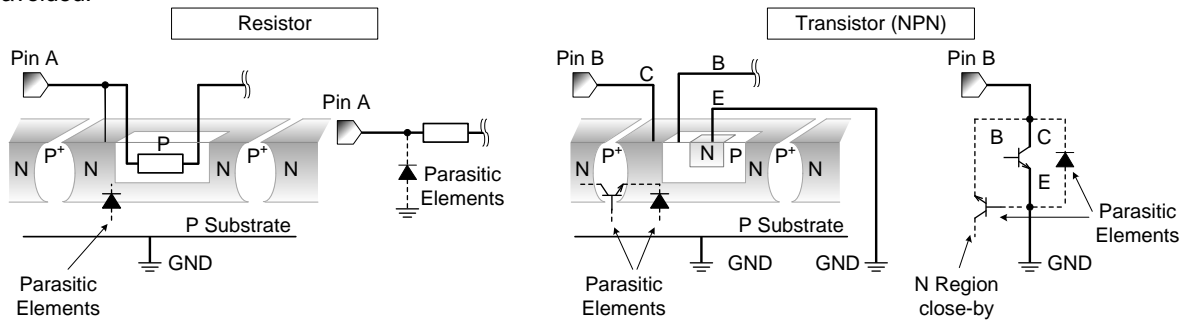 Resistor
Transistor (NPN)
Pin A
Pin A
Pin B
C
B
E
Pin B
N
P+
N
P
P+
N
N
Parasitic
Elements
N
P+
N
N
P
P+
N
N
B
C
E
P Substrate
GND
Parasitic
Elements
P Substrate
GND
GND
Parasitic
Elements
Parasitic
Elements
GND
N Region
close-by